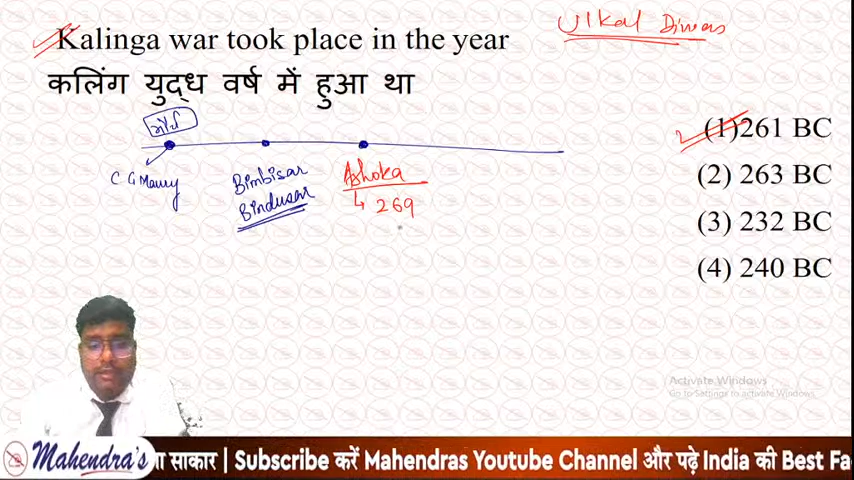 Kalinga war took place in the year
कलिंग युद्ध वर्ष में हुआ था
Utkal Diwas
(1) 261 BC
(2) 263 BC
(3) 232 BC
(4) 240 BC
मौर्य
C G Maury
Bimbisar
Bindusar
Ashoka
269
Activate Windows
Go to Settings to activate Windows.
Mahendra's
ा साकार | Subscribe करें Mahendras Youtube Channel और पढ़े India की Best Fa